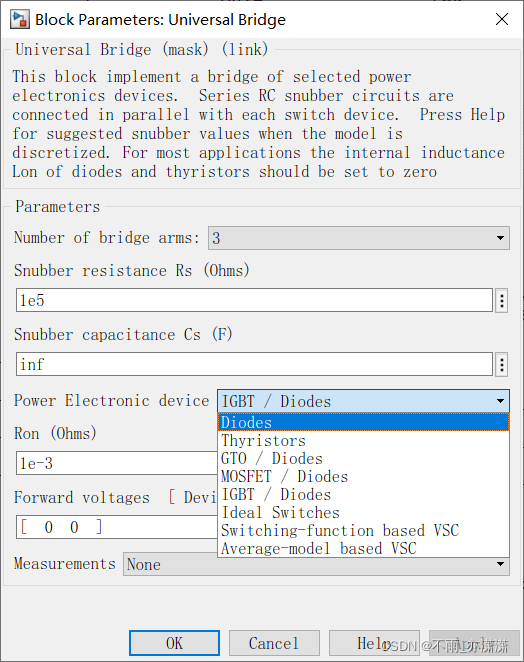 Block Parameters: Universal Bridge
Universal Bridge (mask) (link)
This block implement a bridge of selected power
electronics devices.  Series RC snubber circuits are
connected in parallel with each switch device.  Press Help
for suggested snubber values when the model is
discretized. For most applications the internal inductance
Lon of diodes and thyristors should be set to zero
Parameters
Number of bridge arms: 3
Snubber resistance Rs (Ohms)
1e5
Snubber capacitance Cs (F)
inf
Power Electronic device IGBT / Diodes
Diodes
Ron (Ohms)
Thyristors
GTO / Diodes
1e-3
MOSFET / Diodes
Forward voltages  [ Devi
IGBT / Diodes
Ideal Switches
[  0  0  ]
Switching-function based VSC
Average-model based VSC
Measurements None
OK Cancel Help
CSDN @不雨_亦潇潇